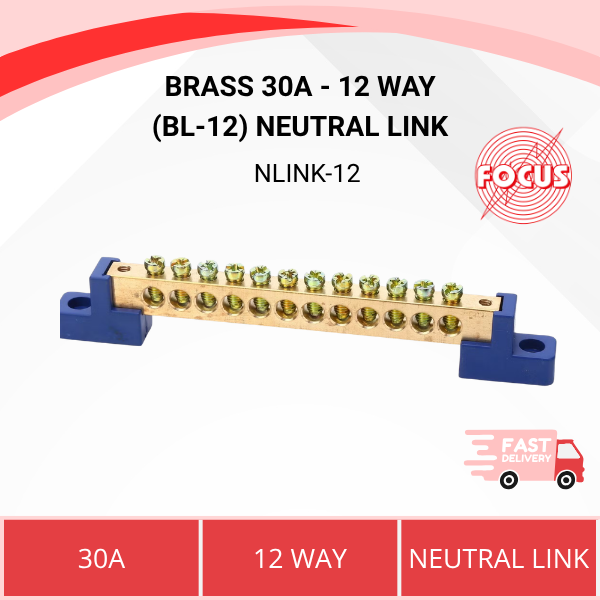 BRASS 30A - 12 WAY
(BL-12) NEUTRAL LINK
NLINK-12
FOCUS
FAST
DELIVERY
30A
12 WAY
NEUTRAL LINK